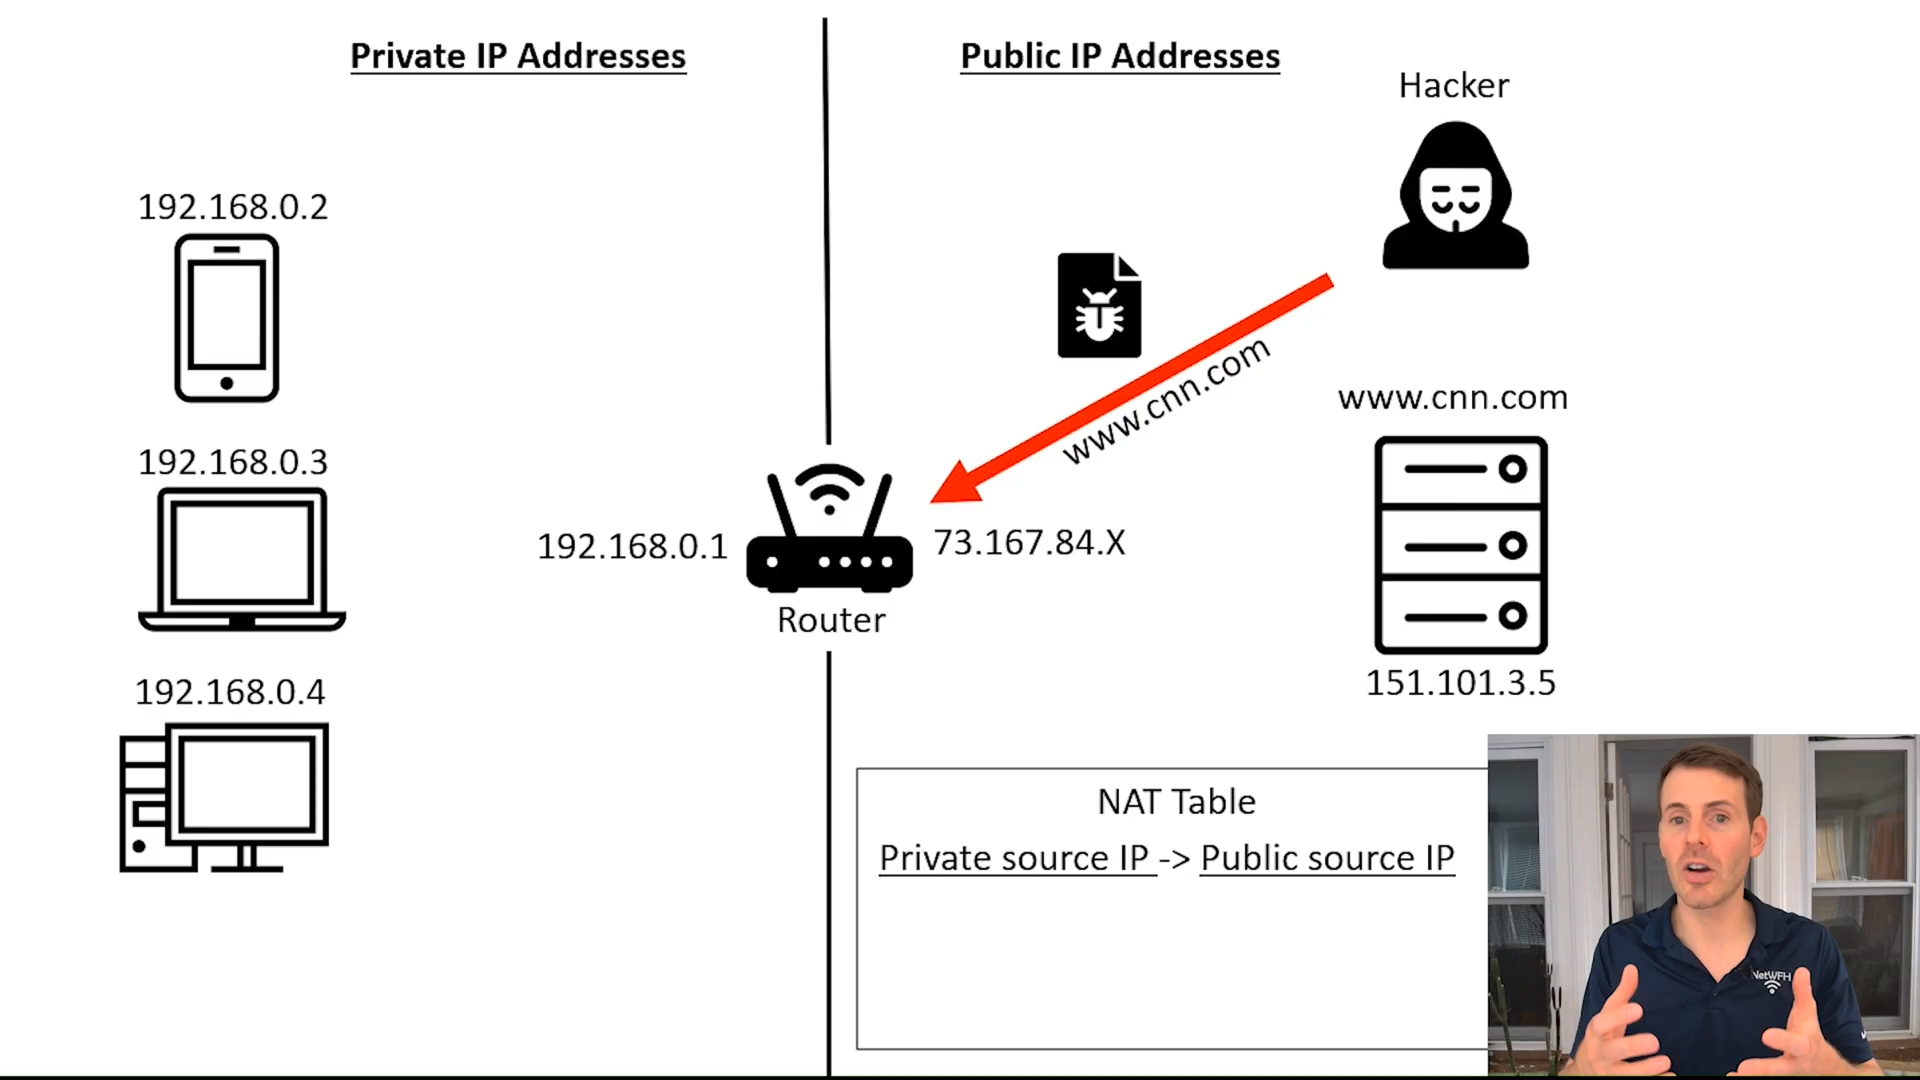 Private IP Addresses
Public IP Addresses
Hacker
192.168.0.2
www.cnn.com
www.cnn.com
192.168.0.3
192.168.0.1
73.167.84.X
Router
151.101.3.5
192.168.0.4
NAT Table
Private source IP -> Public source IP
NetWFH